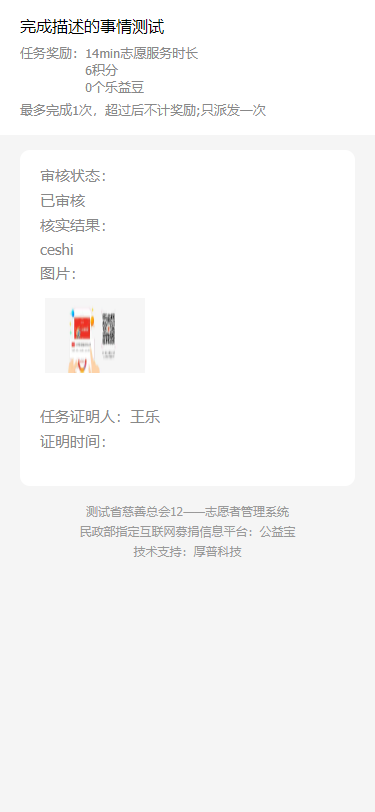 完成描述的事情测试
任务奖励：14min志愿服务时长
6积分
0个乐益豆
最多完成1次，超过后不计奖励;只派发一次
审核状态：
已审核
核实结果：
ceshi
图片：
任务证明人：王乐
证明时间：
测试省慈善总会12——志愿者管理系统
民政部指定互联网募捐信息平台：公益宝
技术支持：厚普科技